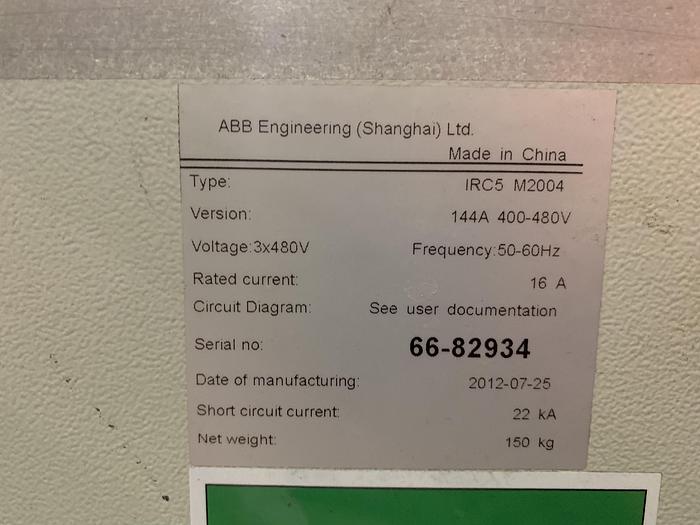 ABB Engineering (Shanghai) Ltd.
Made in China
Type: IRC5 M2004
Version: 144A 400-480V
Voltage:3x480V Frequency:50-60Hz
Rated current: 16 A
Circuit Diagram: See user documentation
Serial no: 66-82934
Date of manufacturing: 2012-07-25
Short circuit current: 22 kA
Net weight: 150 kg